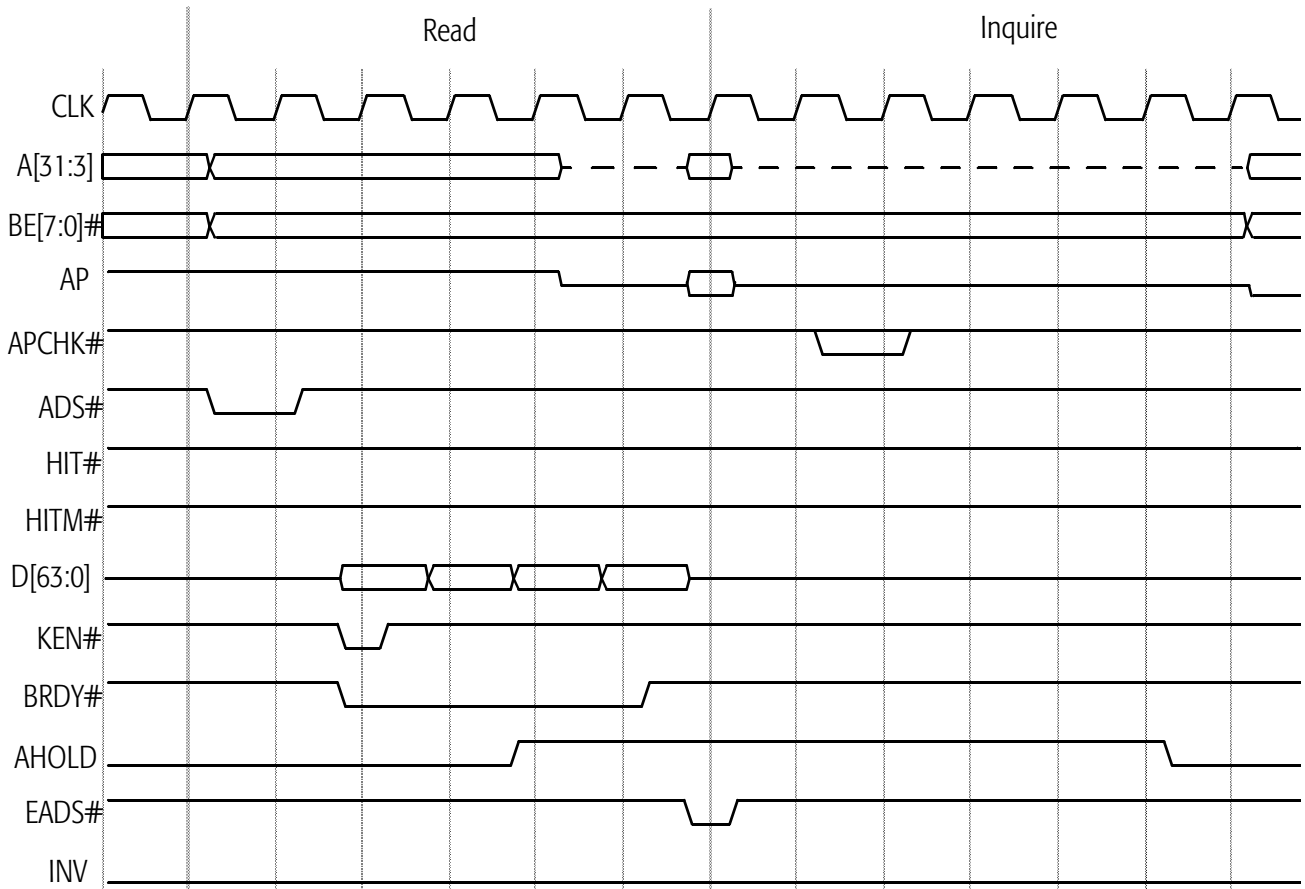 Read
Inquire
CLK
A[31:3]
BE[7:0]#
AP
APCHK#
ADS#
HIT#
HITM#
D[63:0]
KEN#
BRDY#
AHOLD
EADS#
INV